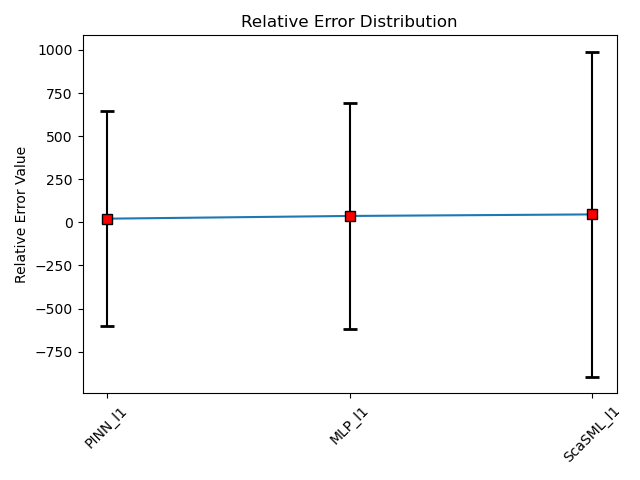 Relative Error Distribution
Relative Error Value
1000
750
500
250
0
−250
−500
−750
PINN_l1
MLP_l1
ScaSML_l1